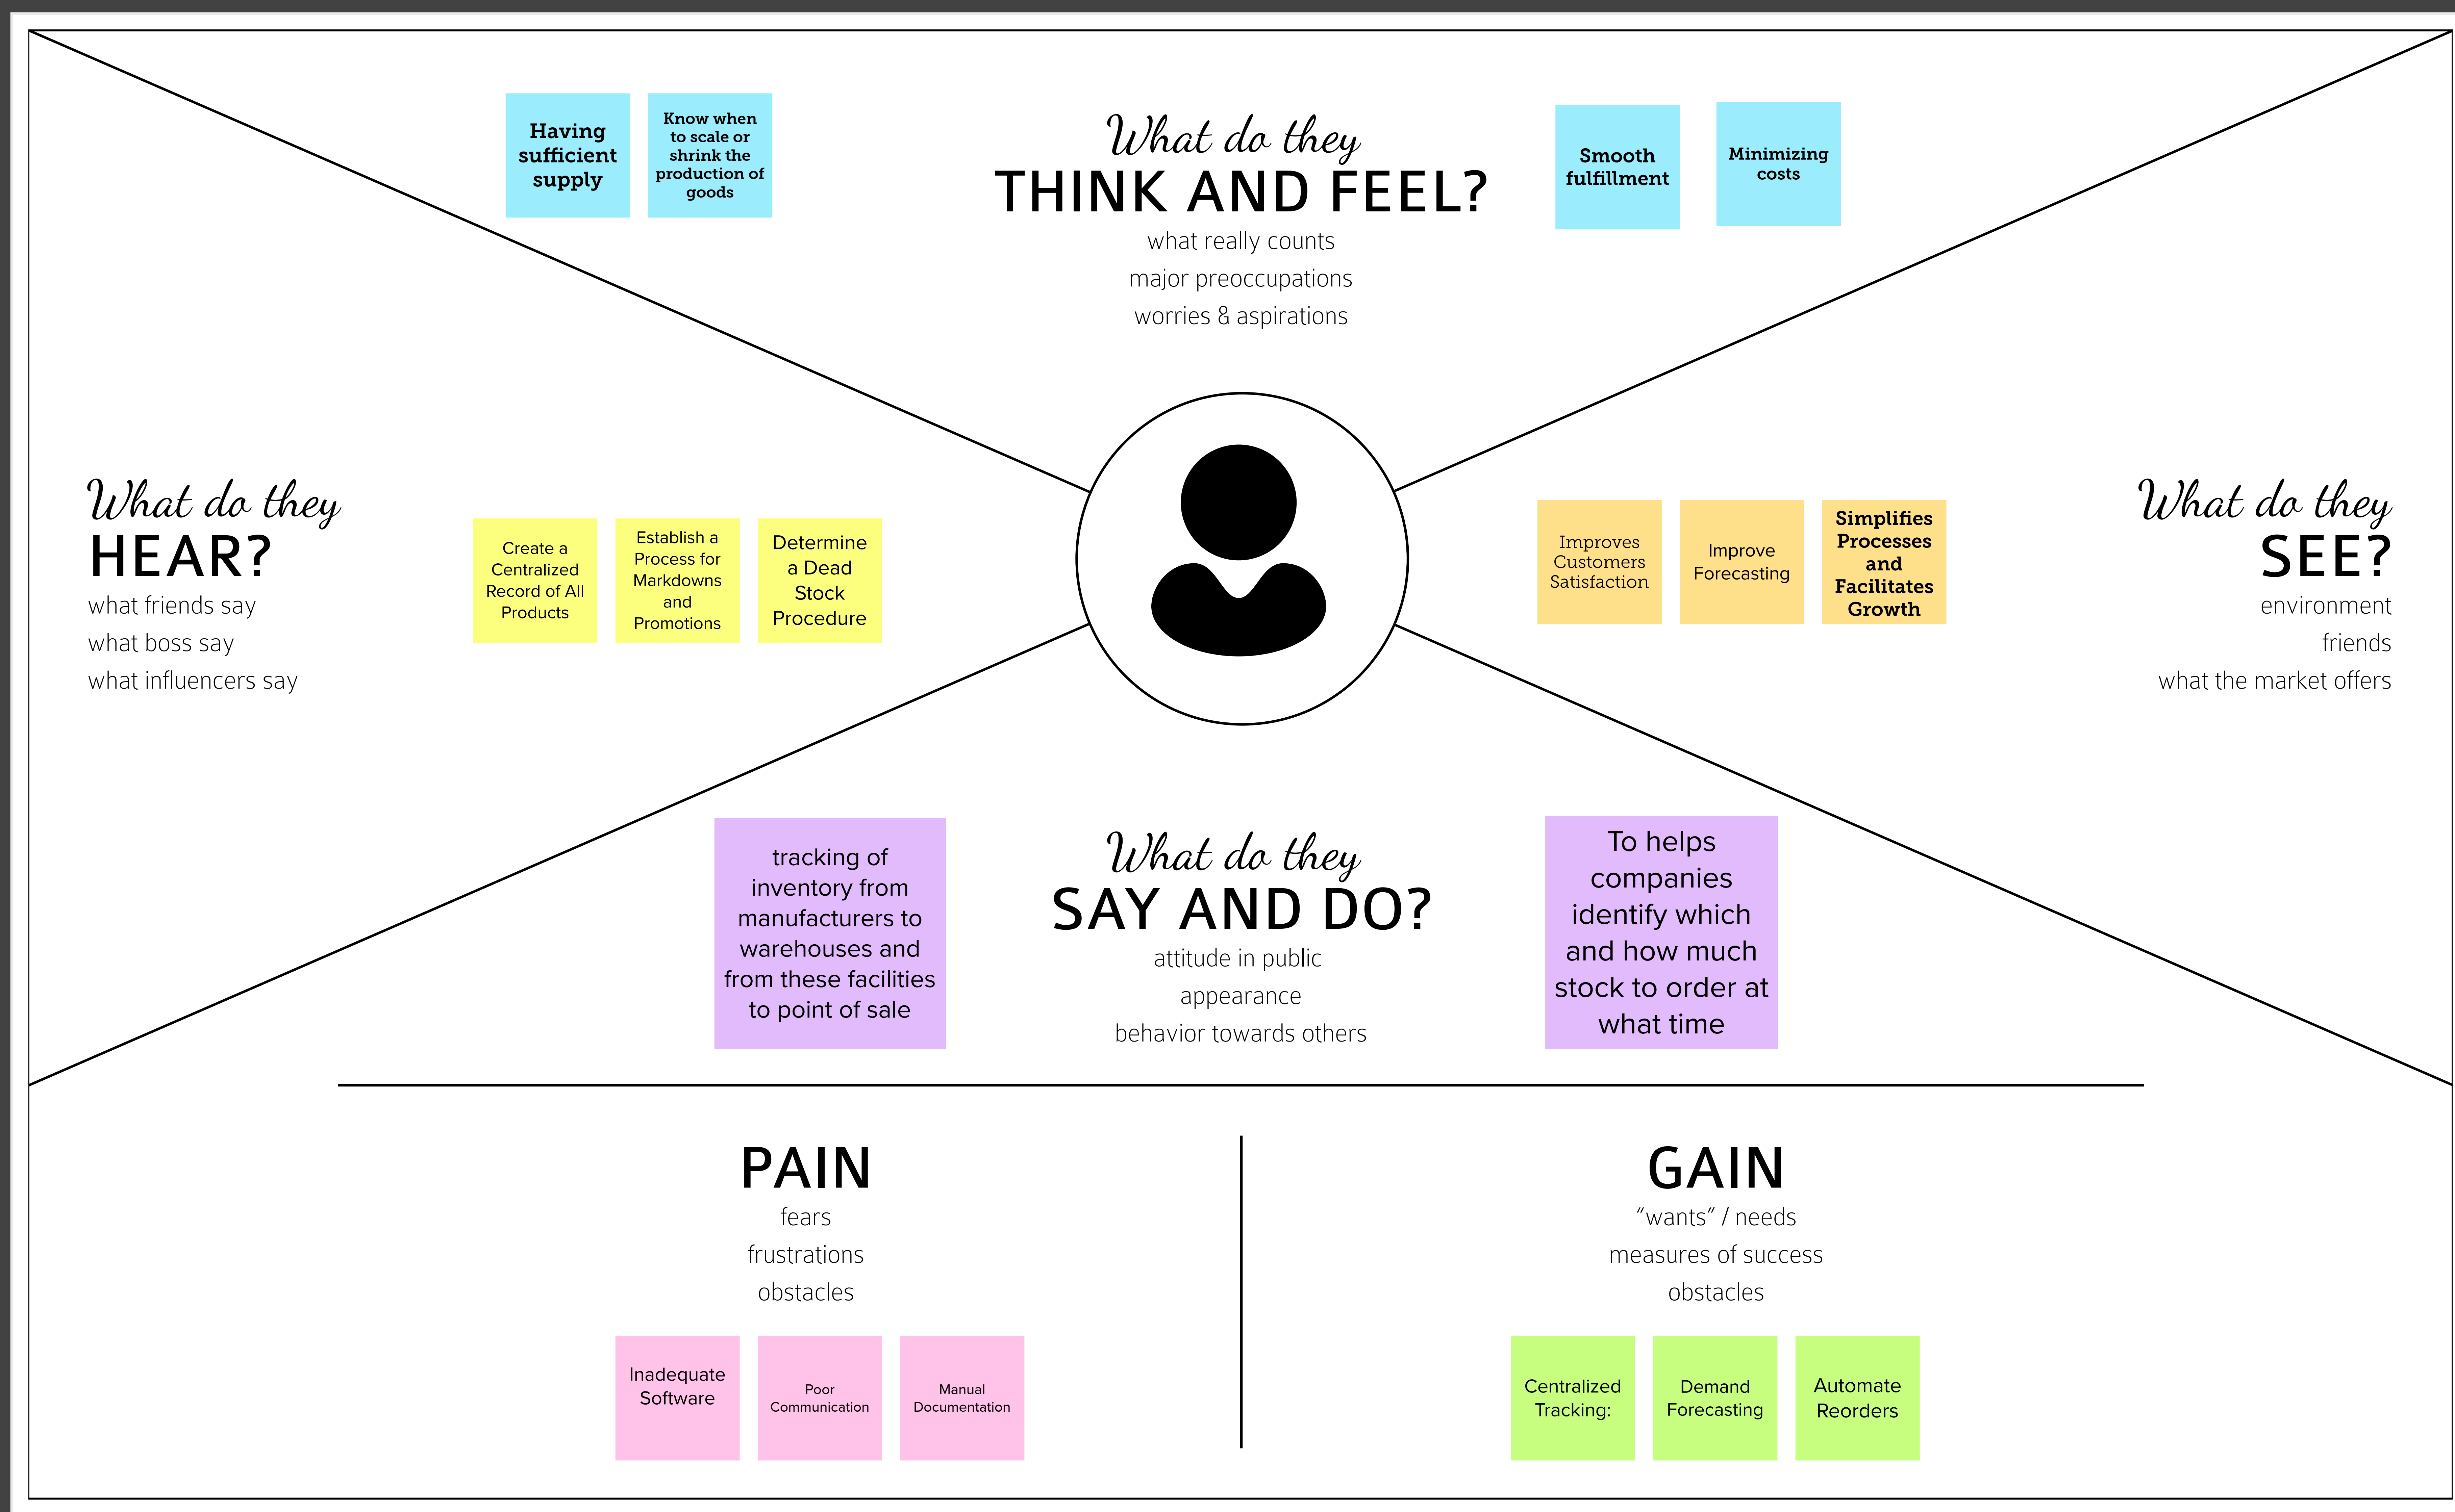 Having
sufficient
supply
Know when
to scale or
shrink the
production of
goods
What do they
THINK AND FEEL?
what really counts
major preoccupations
worries & aspirations
Smooth
fulfillment
Minimizing
costs
What do they
HEAR?
what friends say
what boss say
what influencers say
Create a
Centralized
Record of All
Products
Establish a
Process for
Markdowns
and
Promotions
Determine
a Dead
Stock
Procedure
Improves
Customers
Satisfaction
Improve
Forecasting
Simplifies
Processes
and
Facilitates
Growth
What do they
SEE?
environment
friends
what the market offers
tracking of
inventory from
manufacturers to
warehouses and
from these facilities
to point of sale
What do they
SAY AND DO?
attitude in public
appearance
behavior towards others
To helps
companies
identify which
and how much
stock to order at
what time
PAIN
fears
frustrations
obstacles
Inadequate
Software
Poor
Communication
Manual
Documentation
GAIN
“wants” / needs
measures of success
obstacles
Centralized
Tracking:
Demand
Forecasting
Automate
Reorders